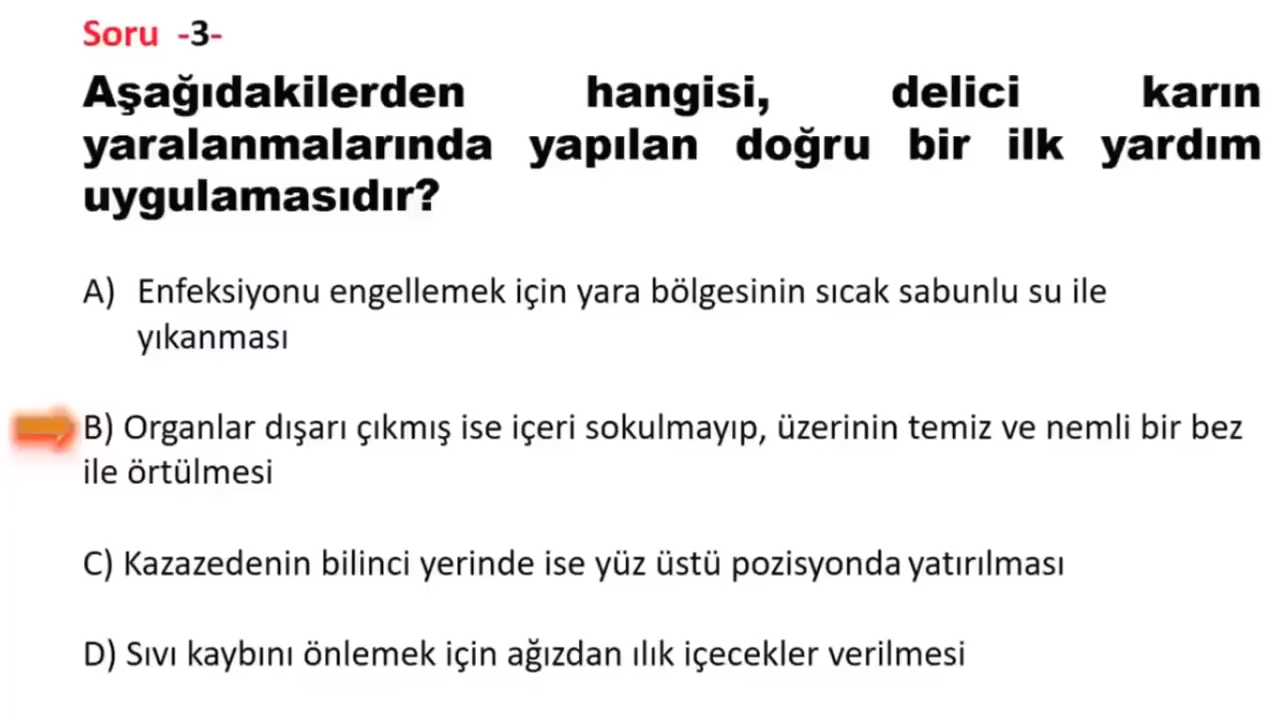 Soru -3-
Aşağıdakilerden hangisi, delici karın
yaralanmalarında yapılan doğru bir ilk yardım
uygulamasıdır?
A) Enfeksiyonu engellemek için yara bölgesinin sıcak sabunlu su ile
yıkanması
B) Organlar dışarı çıkmış ise içeri sokulmayıp, üzerinin temiz ve nemli bir bez
ile örtülmesi
C) Kazazedenin bilinci yerinde ise yüz üstü pozisyonda yatırılması
D) Sıvı kaybını önlemek için ağızdan ılık içecekler verilmesi